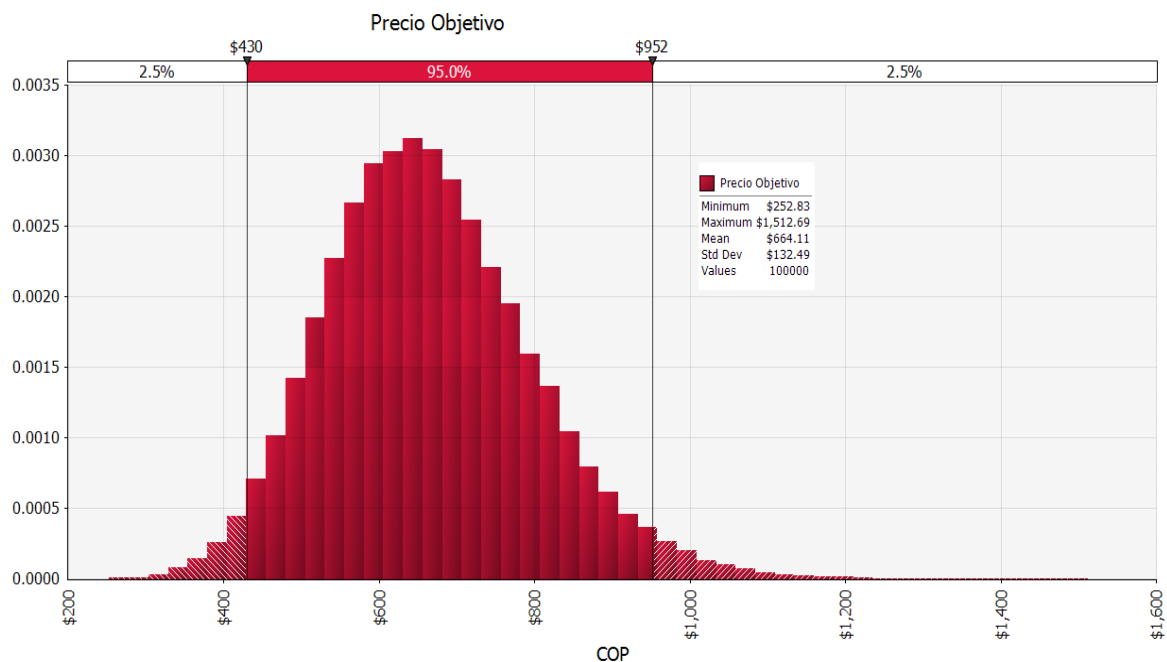 Precio Objetivo
$430 $952
2.5% 95.0% 2.5%
0.0035
0.0030
0.0025
0.0020
0.0015
0.0010
0.0005
0.0000
Precio Objetivo
Minimum $252.83
Maximum $1,512.69
Mean $664.11
Std Dev $132.49
Values 100000
$200 $400 $600 $800 $1,000 $1,200 $1,400 $1,600
COP